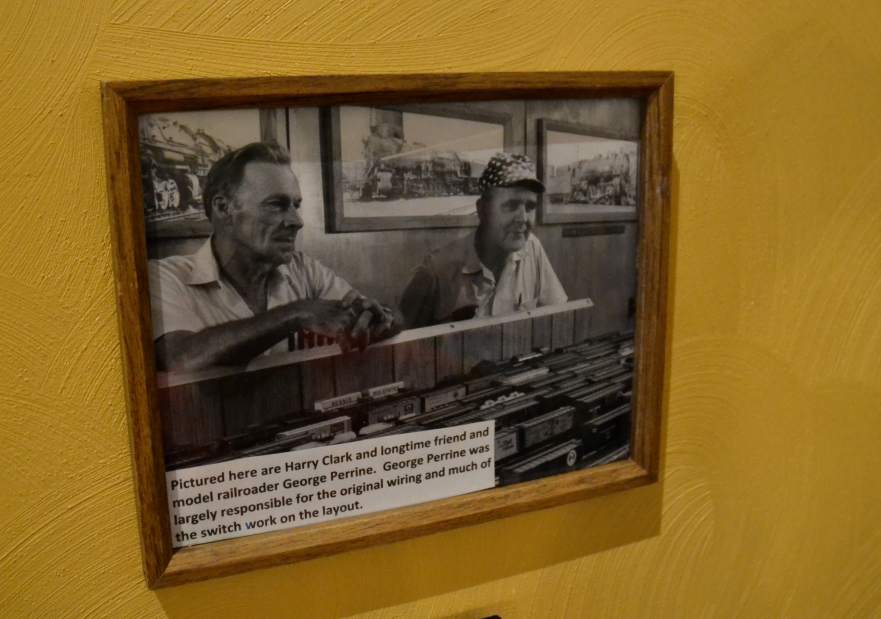 Pictured here are Harry Clark and longtime friend and
model railroader George Perrine.  George Perrine was
largely responsible for the original wiring and much of
the switch work on the layout.